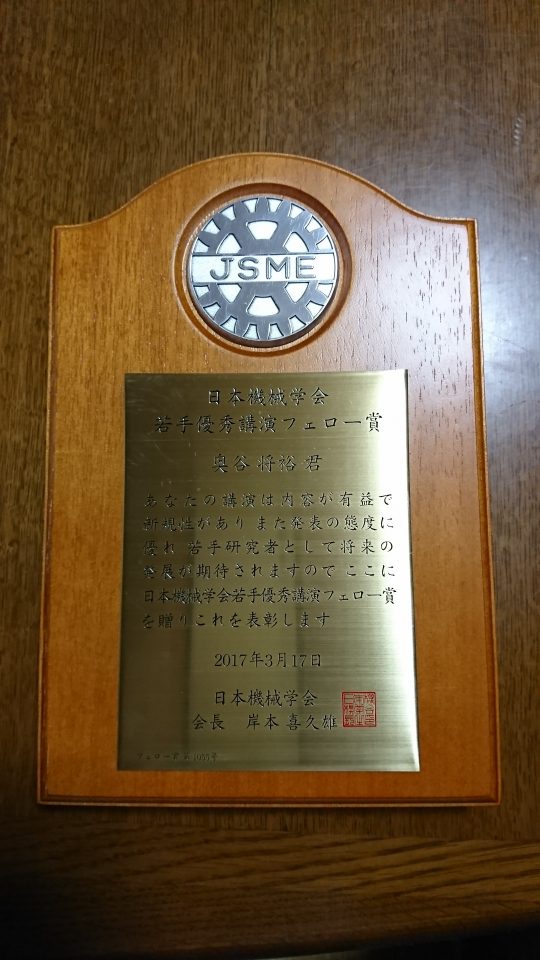 JSME
日本機械学会
若手優秀講演フェロー賞
奥谷 将裕 君
あなたの講演は内容が有益で
新規性があり また発表の態度に
優れ 若手研究者として将来の
発展が期待されますので ここに
日本機械学会若手優秀講演フェロー賞
を贈りこれを表彰します
2017年3月17日
日本機械学会
会長 岸本 喜久雄
フェロー賞 第